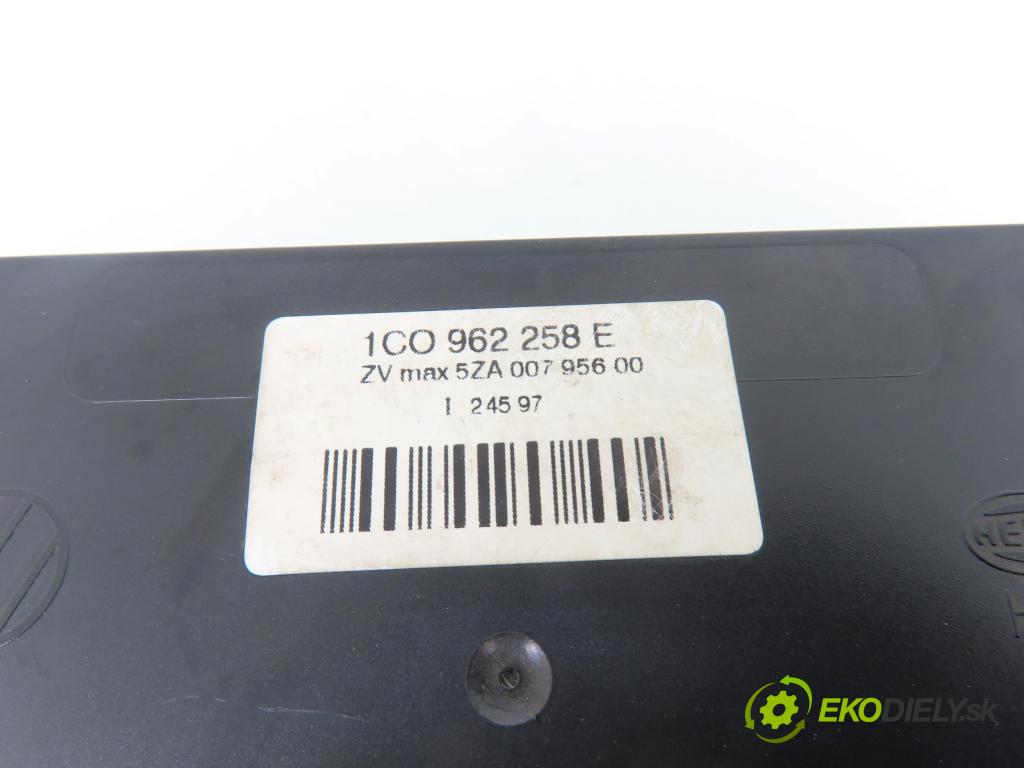 1CO 962 258 E
ZV max 5ZA 007 956 00
I 245 97
EKODIELY.sk